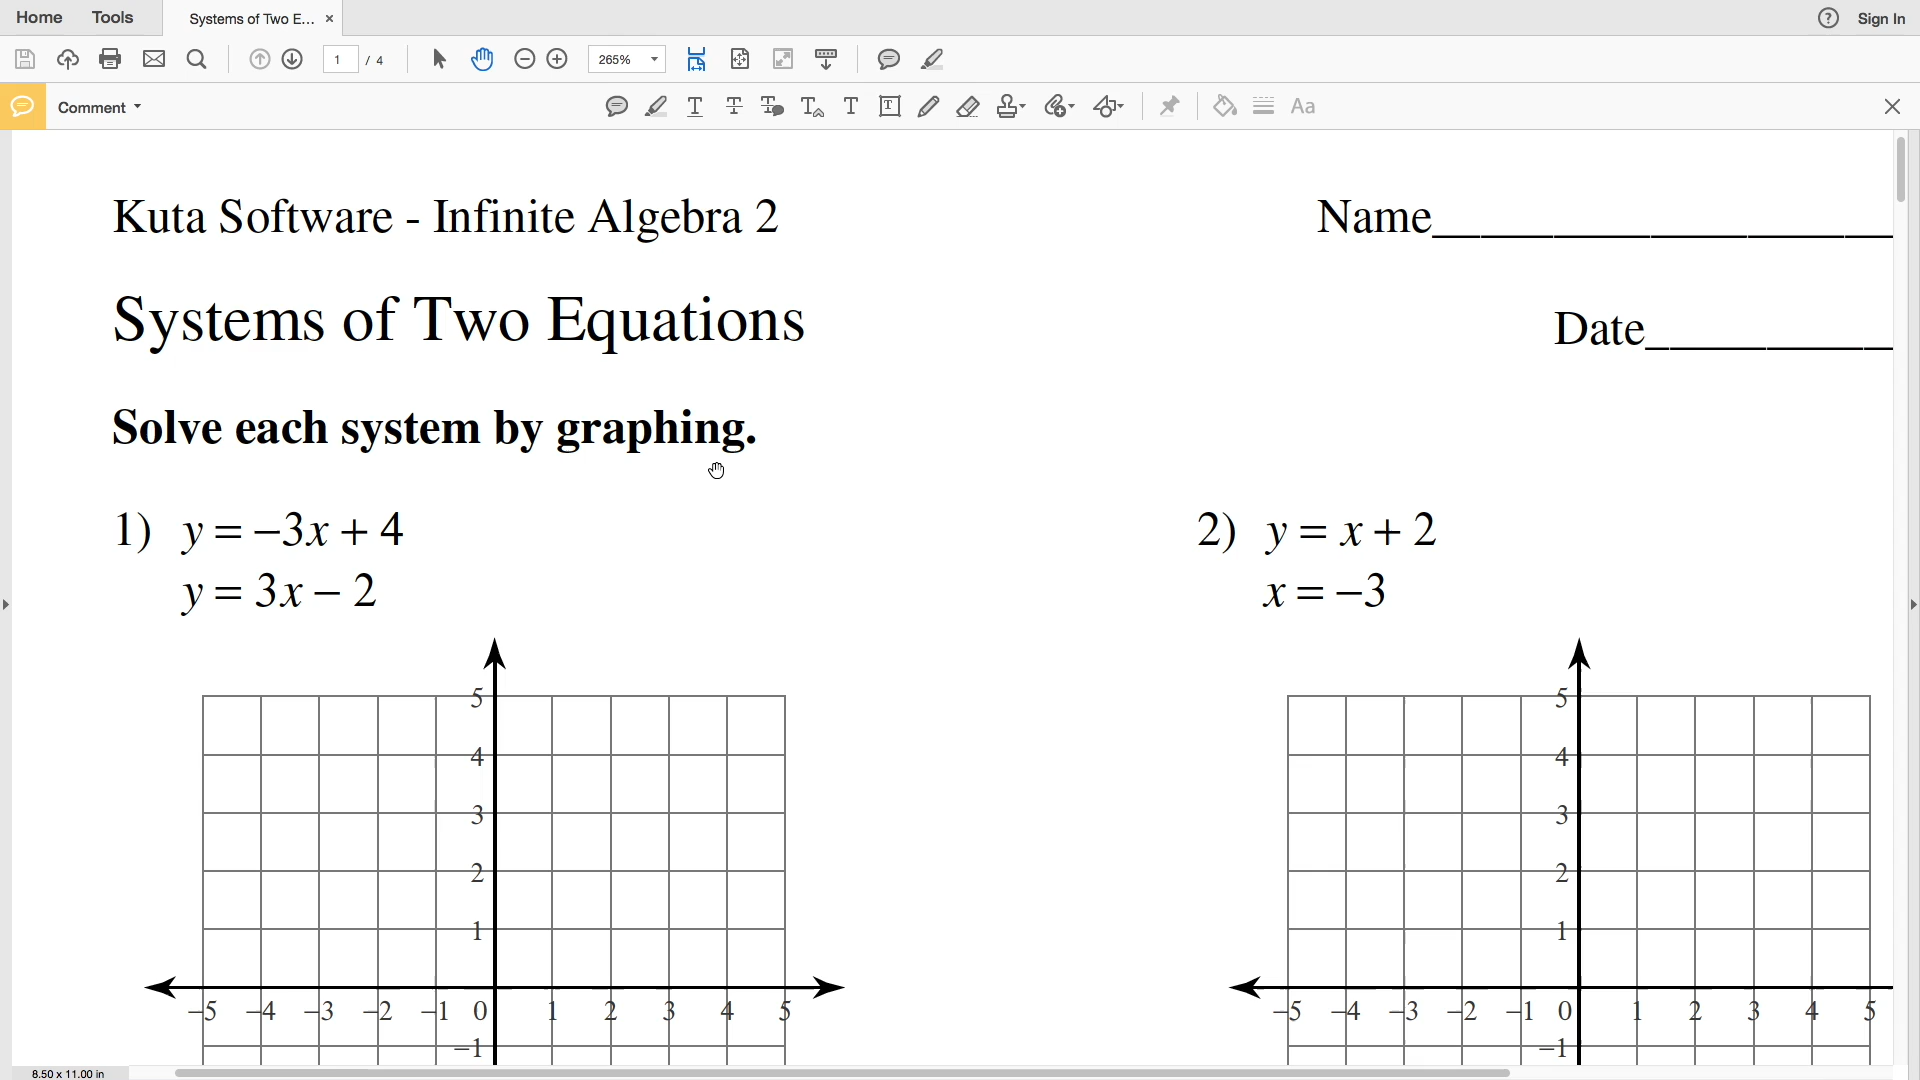 Home Tools Systems of Two E... × ? Sign In
1 / 4 265%
Comment Aa
Kuta Software - Infinite Algebra 2 Name
Systems of Two Equations Date
Solve each system by graphing.
1) y = −3x + 4
y = 3x − 2
2) y = x + 2
x = −3
5
4
3
2
1
−5 −4 −3 −2 −1 0 1 2 3 4 5
−1
5
4
3
2
1
−5 −4 −3 −2 −1 0 1 2 3 4 5
−1
8.50 x 11.00 in